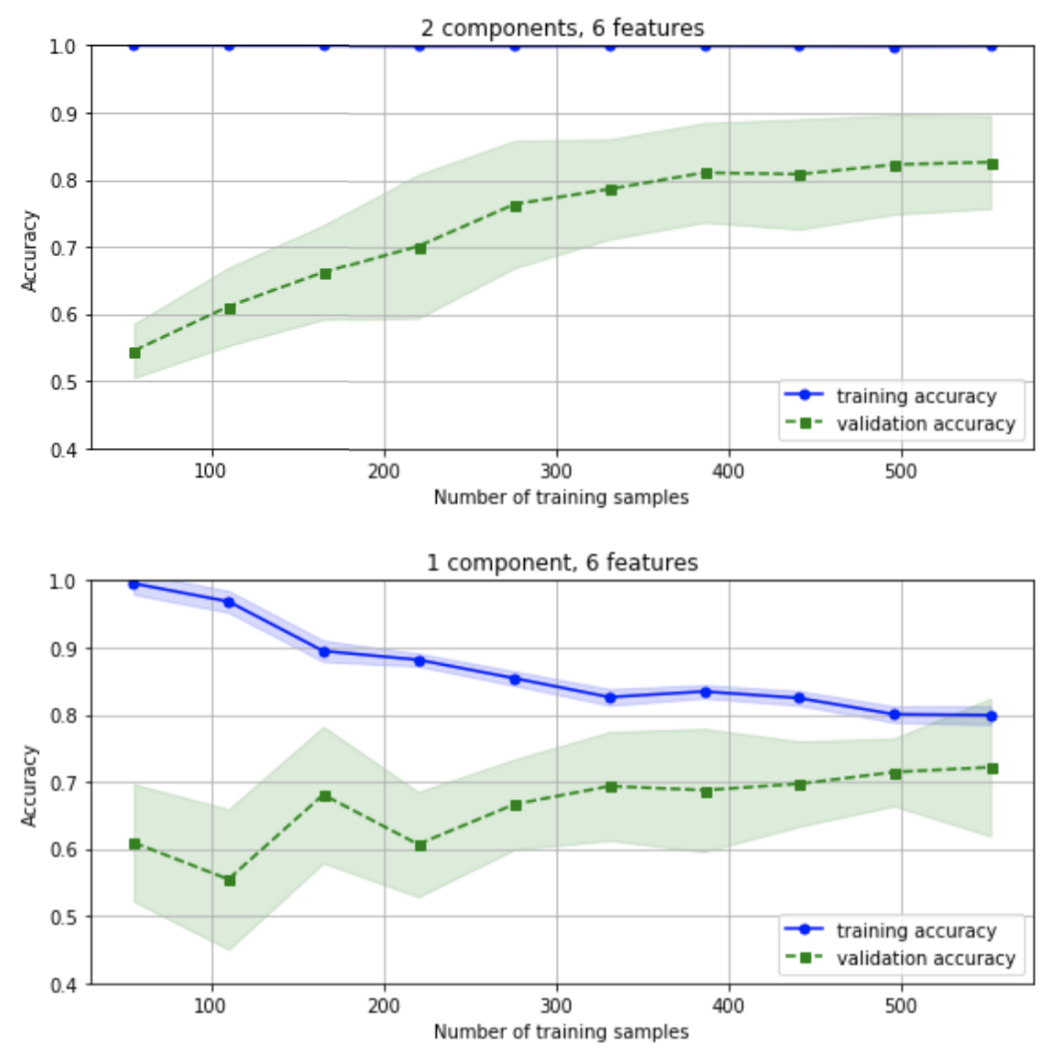 2 components, 6 features
1.0
0.9
0.8
0.7
0.6
0.5
0.4
Accuracy
100 200 300 400 500
Number of training samples
training accuracy
validation accuracy
1 component, 6 features
1.0
0.9
0.8
0.7
0.6
0.5
0.4
Accuracy
100 200 300 400 500
Number of training samples
training accuracy
validation accuracy